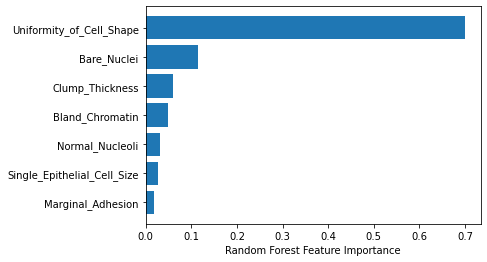 Uniformity_of_Cell_Shape
Bare_Nuclei
Clump_Thickness
Bland_Chromatin
Normal_Nucleoli
Single_Epithelial_Cell_Size
Marginal_Adhesion
0.0 0.1 0.2 0.3 0.4 0.5 0.6 0.7
Random Forest Feature Importance